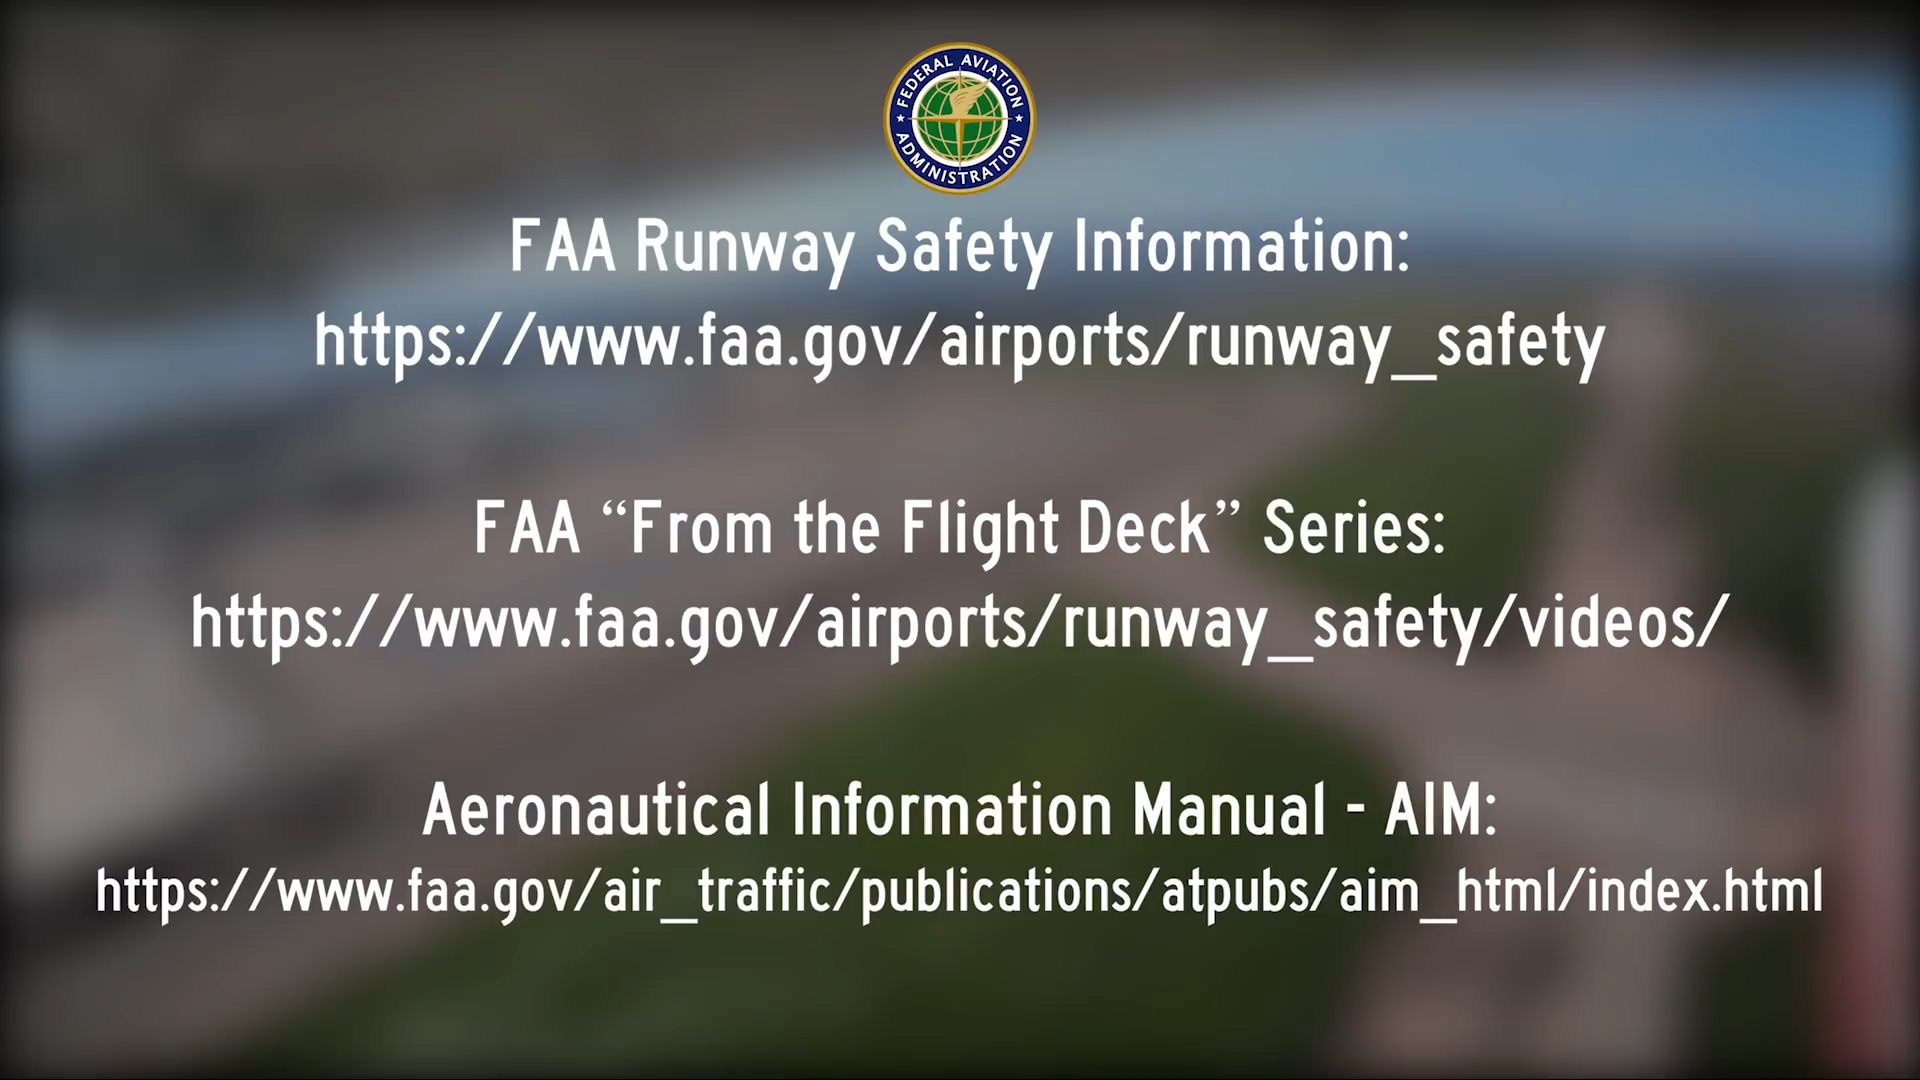 FEDERAL AVIATION
ADMINISTRATION
FAA Runway Safety Information:
https://www.faa.gov/airports/runway_safety
FAA “From the Flight Deck” Series:
https://www.faa.gov/airports/runway_safety/videos/
Aeronautical Information Manual - AIM:
https://www.faa.gov/air_traffic/publications/atpubs/aim_html/index.html